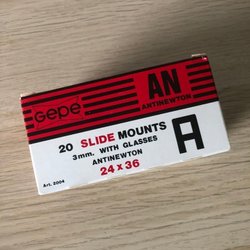 Gepe
AN
ANTINEWTON
20 SLIDE MOUNTS
3mm. WITH GLASSES
ANTINEWTON
24 x 36
A
Art. 2004